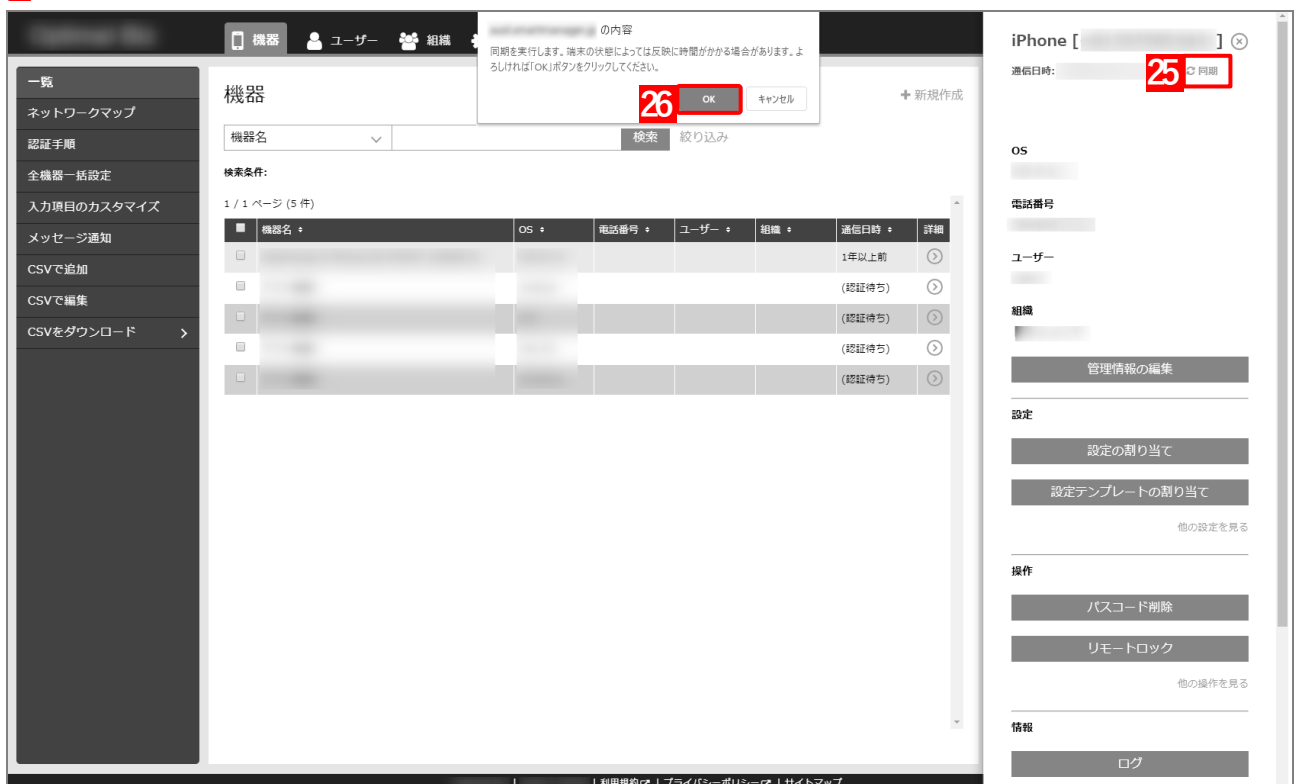 機器
ユーザー
組織
の内容
同期を実行します。端末の状態によっては反映に時間がかかる場合があります。よ
ろしければ「OK」ボタンをクリックしてください。
26
OK
キャンセル
一覧
ネットワークマップ
認証手順
全機器一括設定
入力項目のカスタマイズ
メッセージ通知
CSVで追加
CSVで編集
CSVをダウンロード
機器
新規作成
機器名
検索
絞り込み
検索条件:
1 / 1 ページ (5 件)
機器名 OS 電話番号 ユーザー 組織 通信日時 詳細
1年以上前
(認証待ち)
(認証待ち)
(認証待ち)
(認証待ち)
iPhone [ ]
通信日時:
25
同期
OS
電話番号
ユーザー
組織
管理情報の編集
設定
設定の割り当て
設定テンプレートの割り当て
他の設定を見る
操作
パスコード削除
リモートロック
他の操作を見る
情報
ログ
| | 利用規約 | プライバシーポリシー | サイトマップ